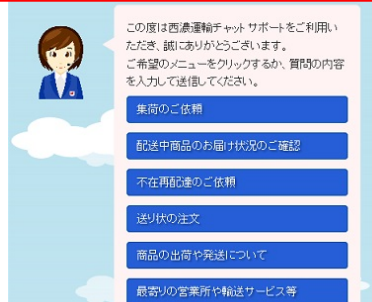 この度は西濃運輸チャットサポートをご利用い
ただき、誠にありがとうございます。
ご希望のメニューをクリックするか、質問の内容
を入力して送信してください。
集荷のご依頼
配送中商品のお届け状況のご確認
不在再配達のご依頼
送り状の注文
商品の出荷や発送について
最寄りの営業所や輸送サービス等